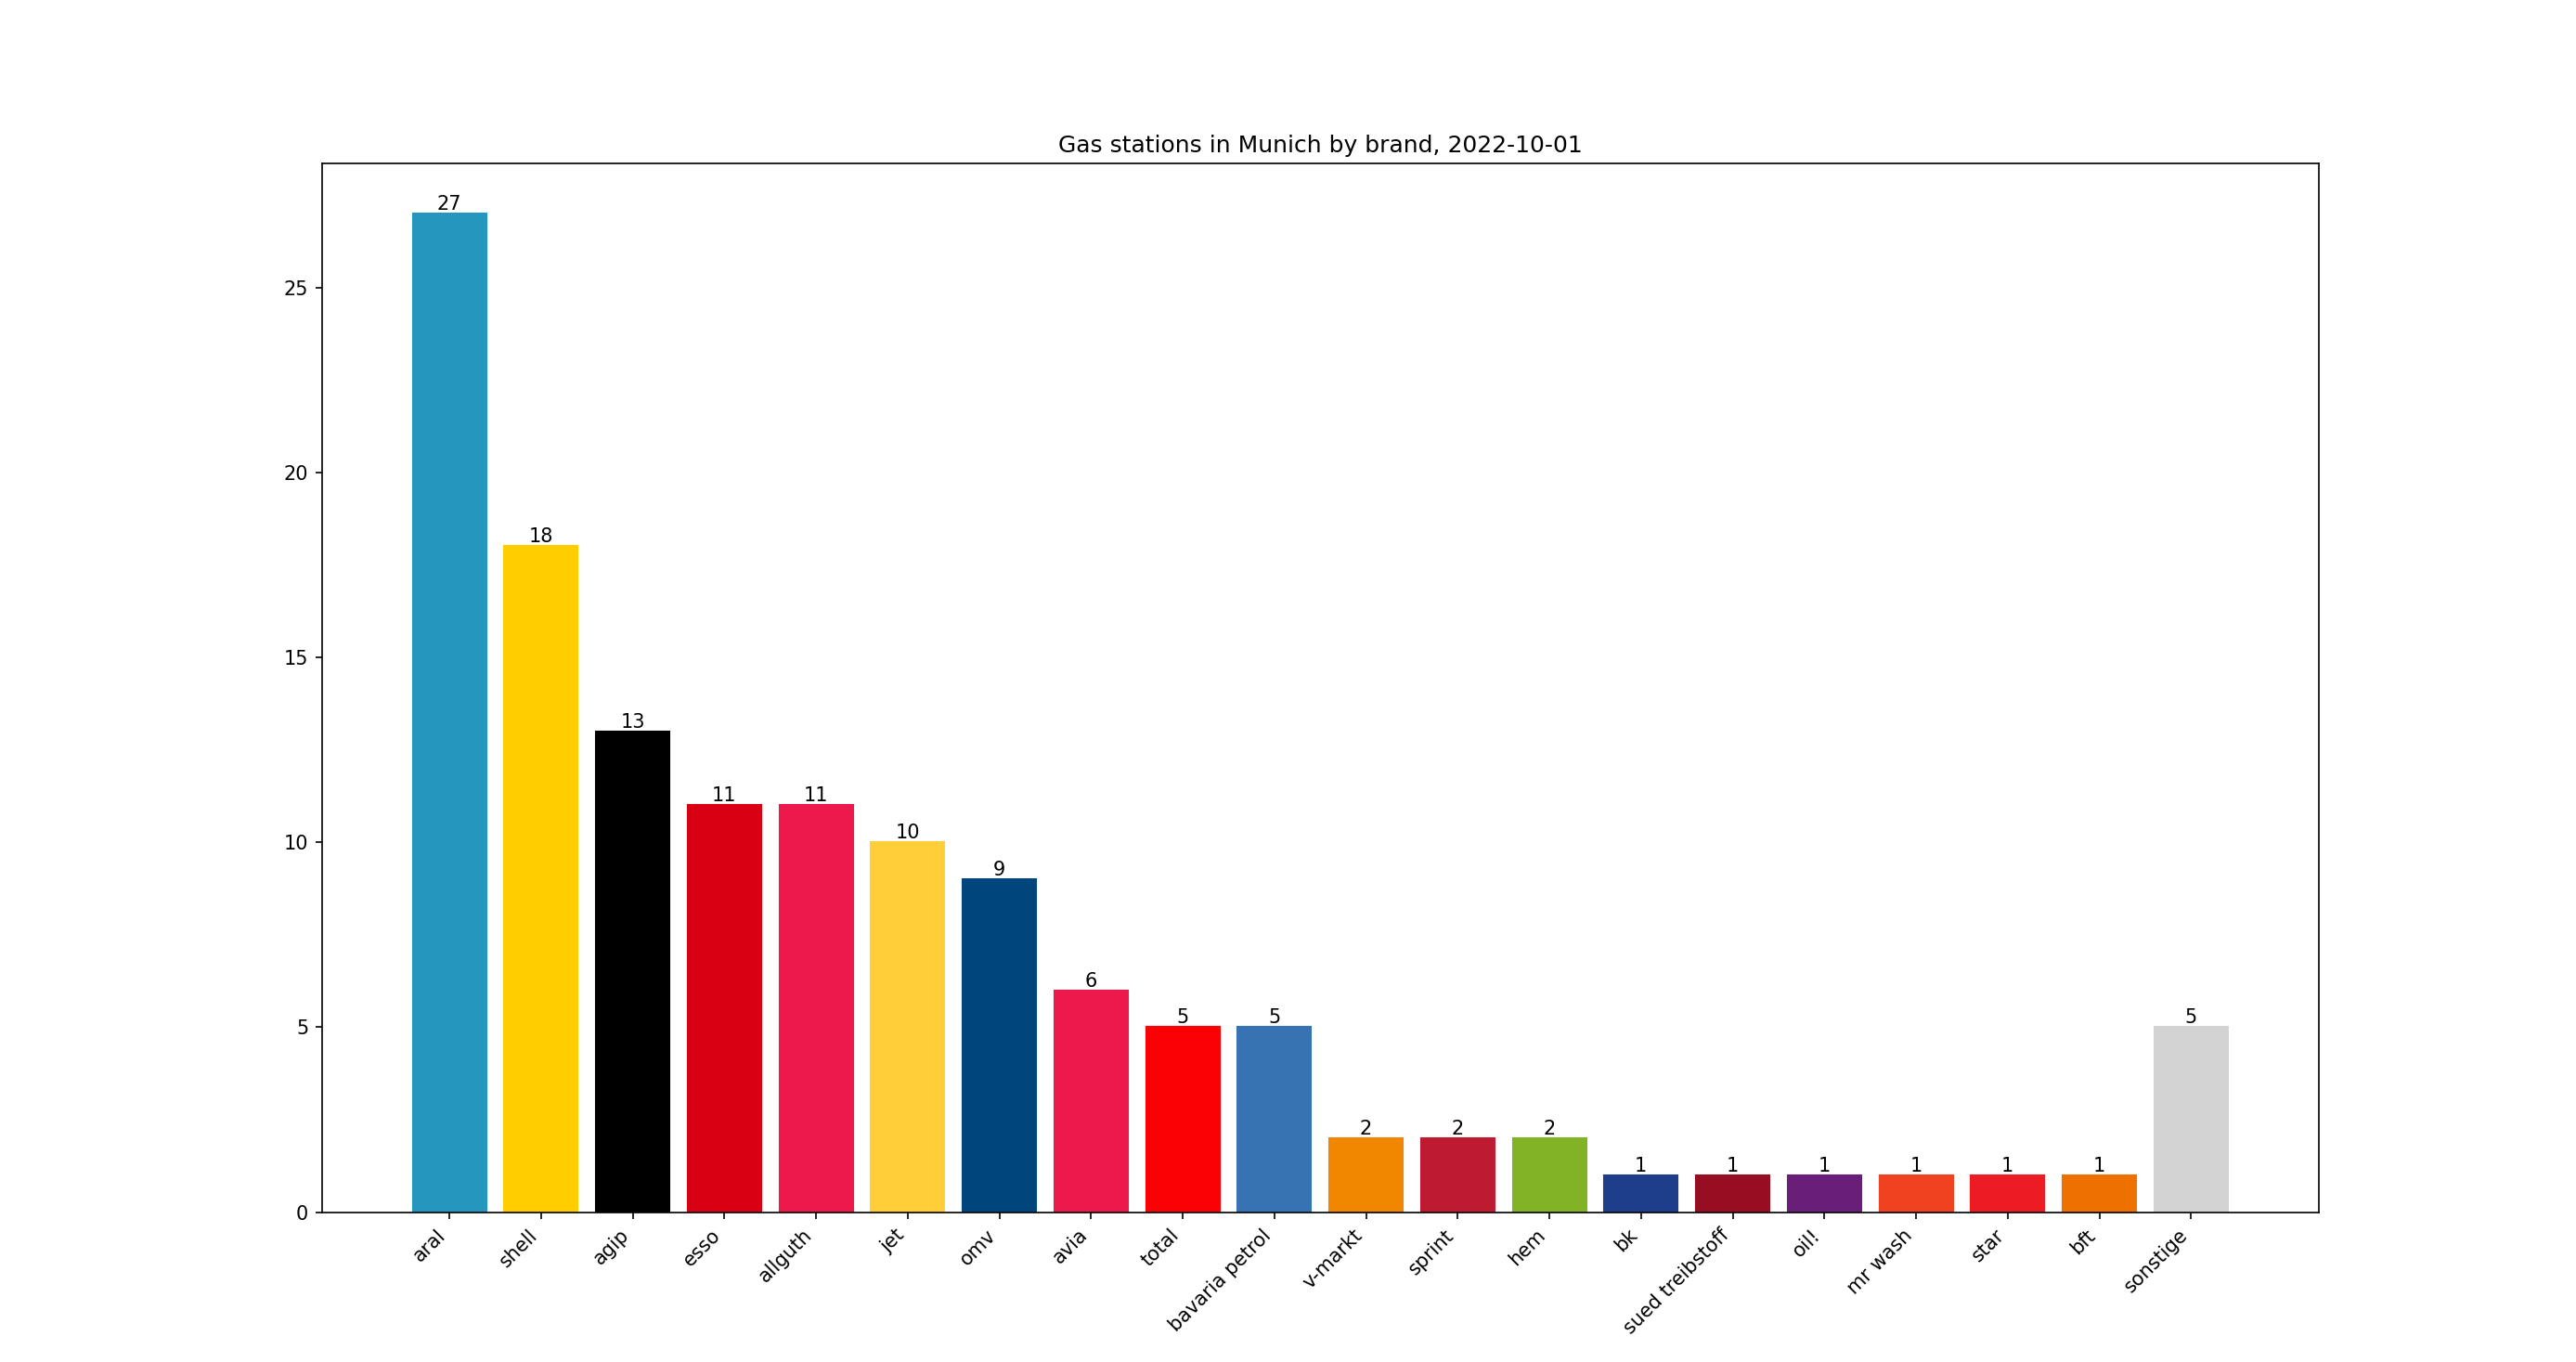 Gas stations in Munich by brand, 2022-10-01
27
25
20
18
15
13
11
11
10
10
9
6
5
5
5
5
2
2
2
1
1
1
1
1
1
0
aral
shell
agip
esso
allguth
jet
omv
avia
total
bavaria petrol
v-markt
sprint
hem
bk
sued treibstoff
oil!
mr wash
star
bft
sonstige